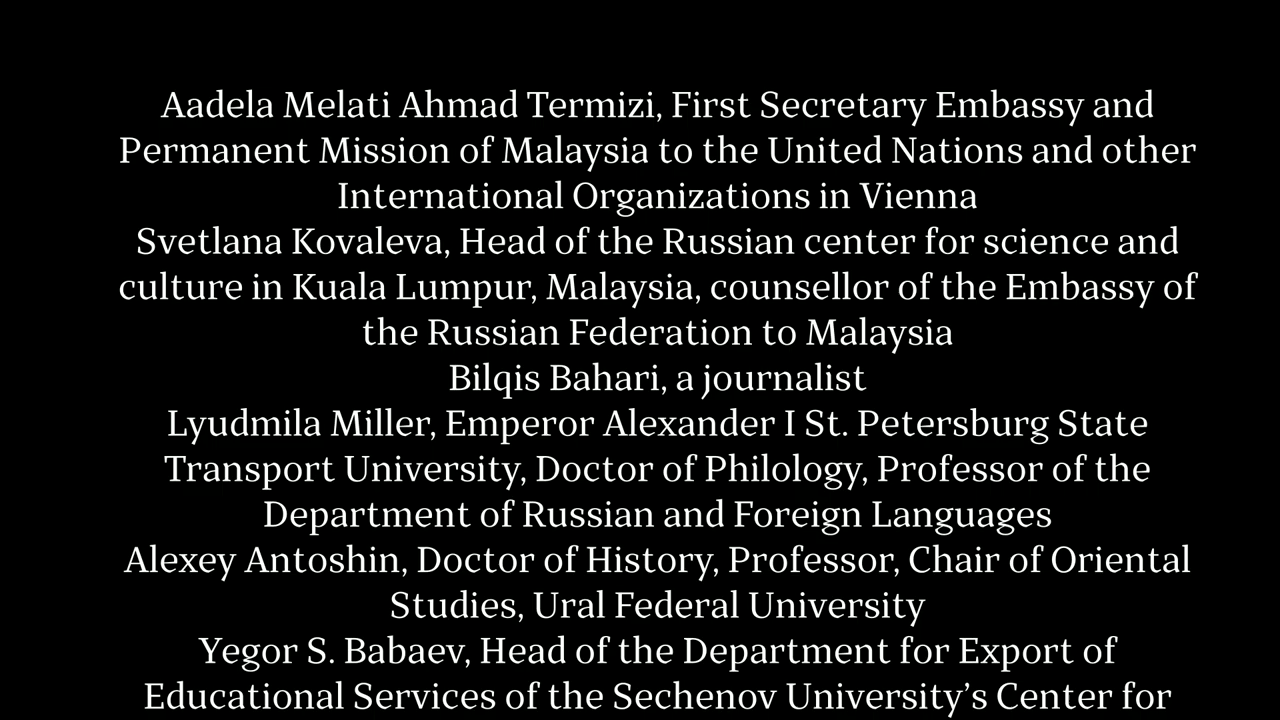 Aadela Melati Ahmad Termizi, First Secretary Embassy and
Permanent Mission of Malaysia to the United Nations and other
International Organizations in Vienna
Svetlana Kovaleva, Head of the Russian center for science and
culture in Kuala Lumpur, Malaysia, counsellor of the Embassy of
the Russian Federation to Malaysia
Bilqis Bahari, a journalist
Lyudmila Miller, Emperor Alexander I St. Petersburg State
Transport University, Doctor of Philology, Professor of the
Department of Russian and Foreign Languages
Alexey Antoshin, Doctor of History, Professor, Chair of Oriental
Studies, Ural Federal University
Yegor S. Babaev, Head of the Department for Export of
Educational Services of the Sechenov University’s Center for